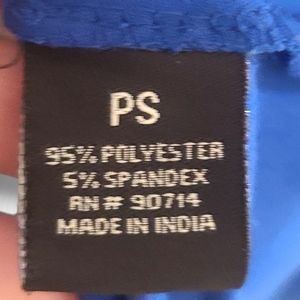 PS
95% POLYESTER
5% SPANDEX
RN# 90714
MADE IN INDIA